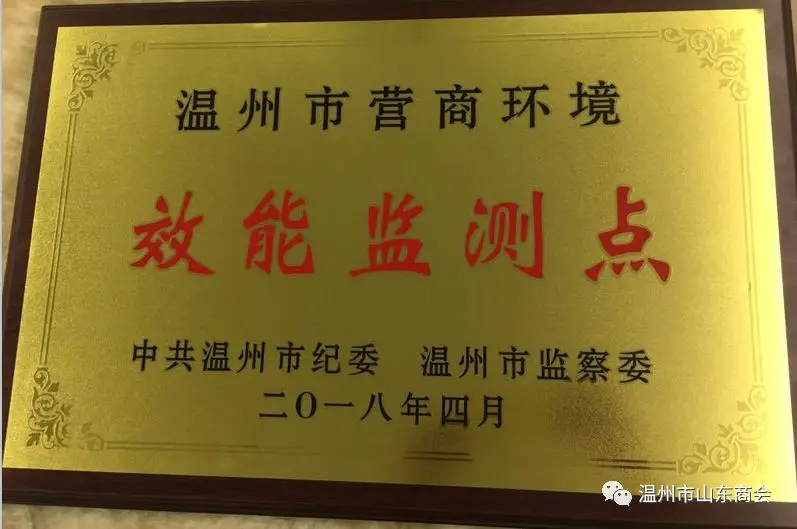 温州市营商环境
效能监测点
中共温州市纪委 温州市监察委
二〇一八年四月
温州市山东商会